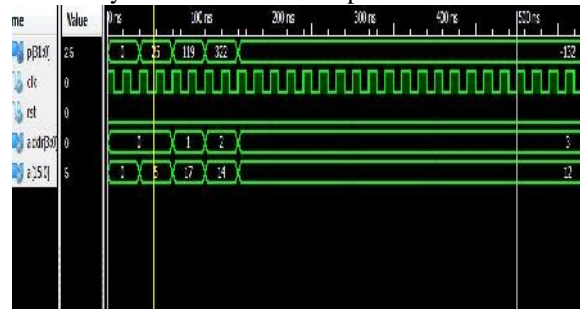 me Value 0 ns 100 ns 200 ns 300 ns 400 ns 500 ns
p[31:0] 25 0 25 119 322 -132
clk 0
rst 0
addr[3:0] 0 0 1 2 3
a[15:0] 5 0 5 17 14 12